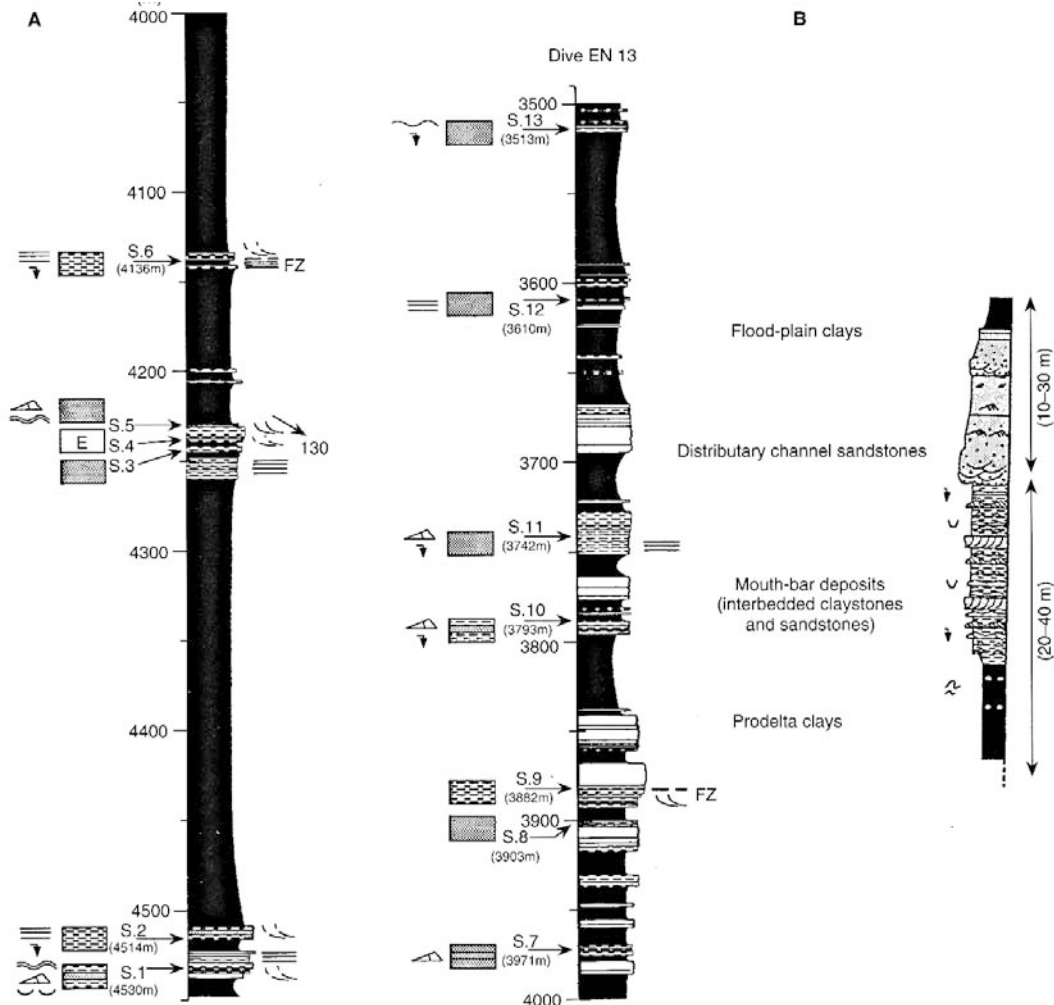 A
4000
S.6
(4136m)
FZ
4100
4200
S.5
E
S.4
S.3
130
4300
4400
4500
S.2
(4514m)
S.1
(4530m)
Dive EN 13
3500
S.13
(3513m)
3600
S.12
(3610m)
3700
S.11
(3742m)
S.10
(3793m)
3800
S.9
(3882m)
FZ
3900
S.8
(3903m)
S.7
(3971m)
4000
B
Flood-plain clays
Distributary channel sandstones
Mouth-bar deposits
(interbedded claystones
and sandstones)
Prodelta clays
(10–30 m)
(20–40 m)